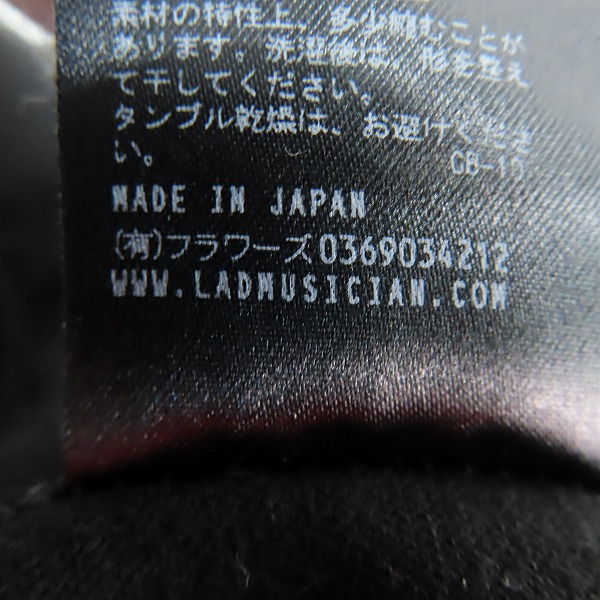 素材の特性上、多少縮むことが
あります。洗濯後は、形を整え
て干してください。
タンブル乾燥は、お避けくださ
い。 GB-10
MADE IN JAPAN
(有)フラワーズ0369034212
WWW.LADMUSICIAN.COM